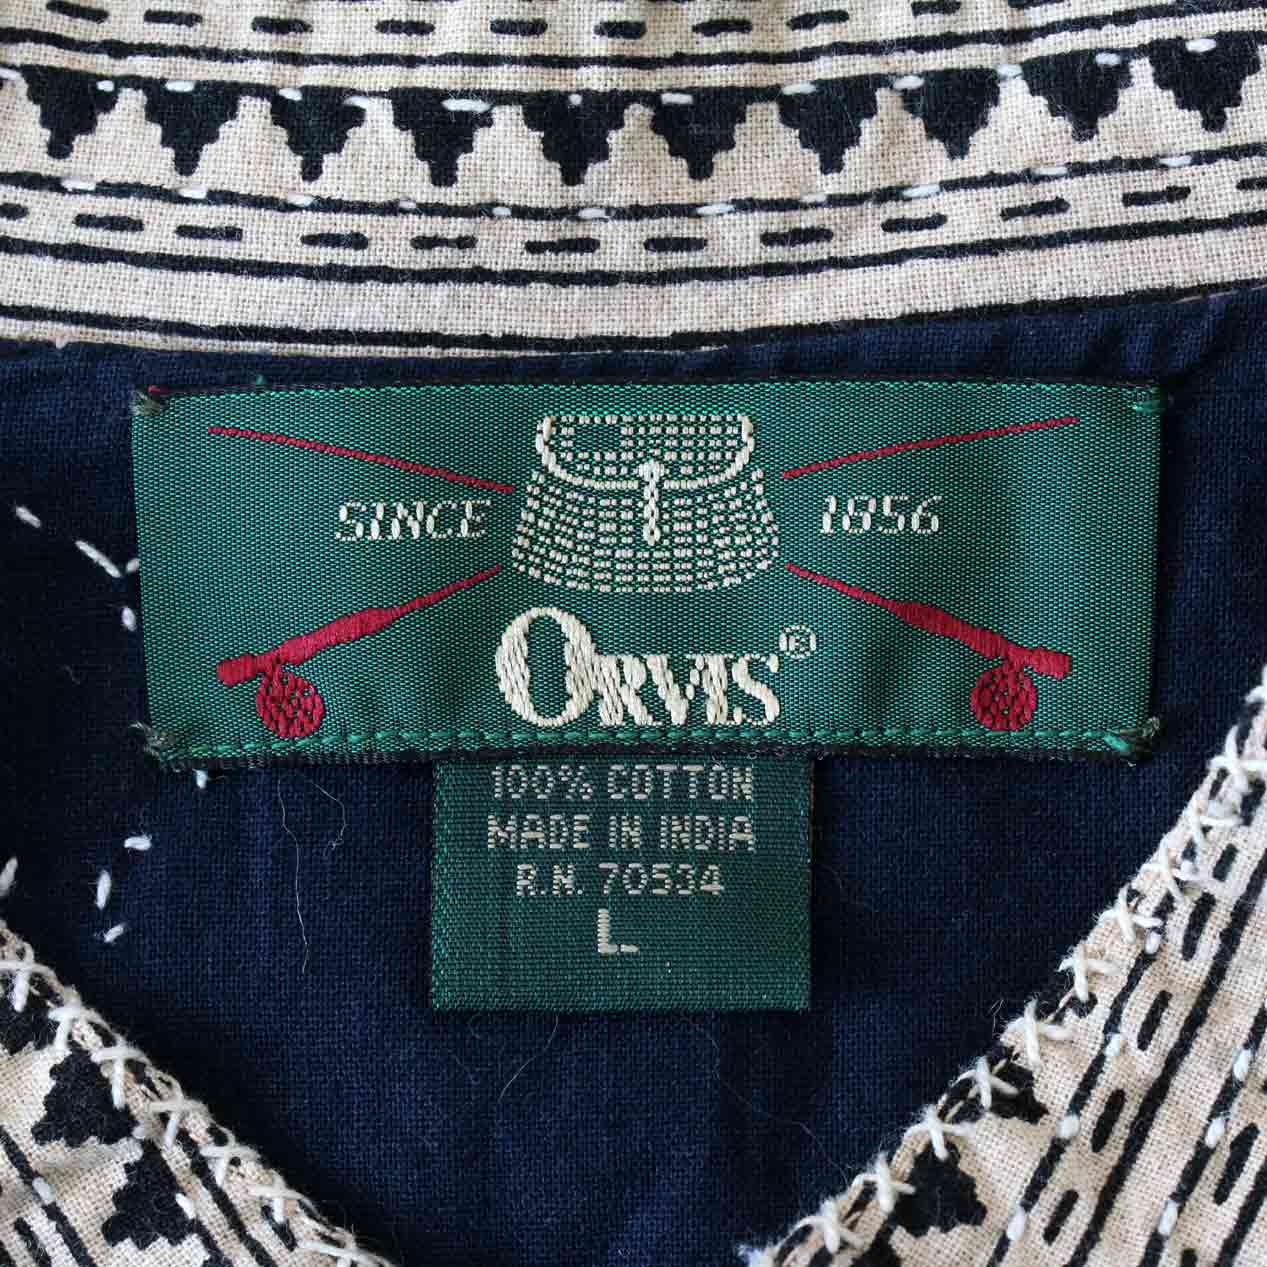 SINCE 1856
ORVIS®
100% COTTON
MADE IN INDIA
R.N. 70534
L